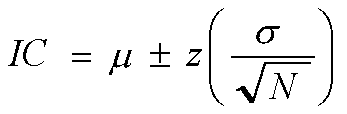 IC = μ ± z(σ/√N)